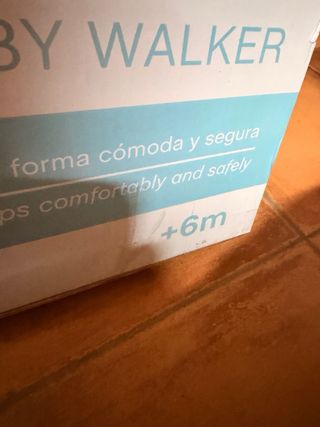 BY WALKER
forma cómoda y segura
ps comfortably and safely
+6m